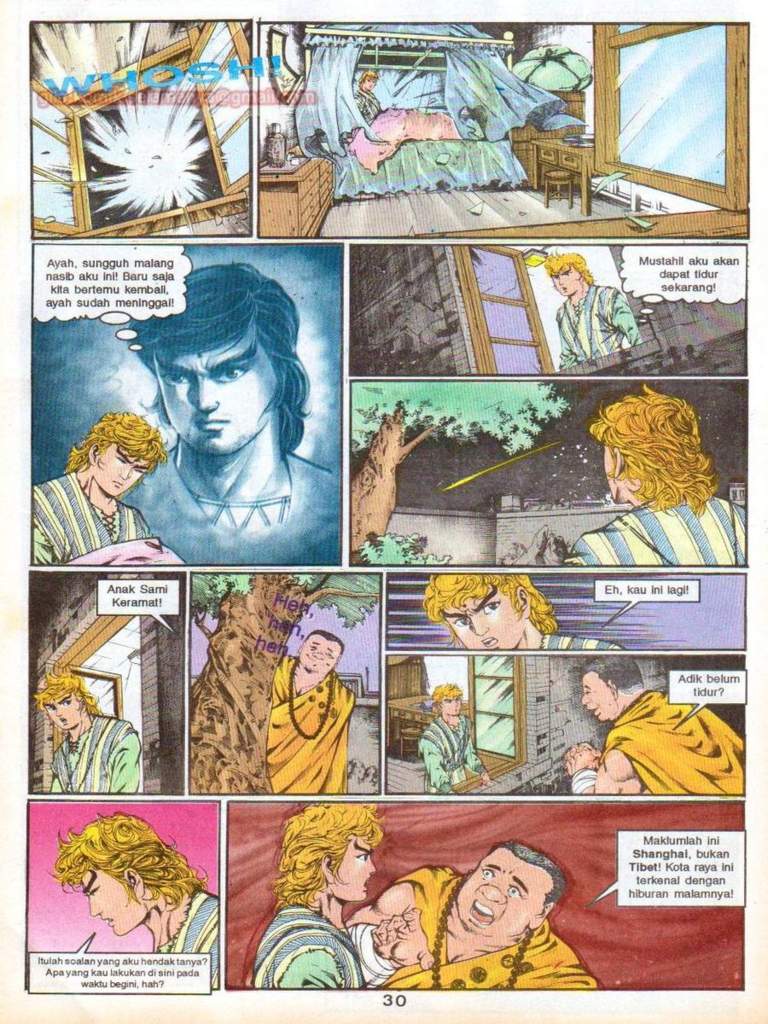 WHOSH!
Ayah, sungguh malang
nasib aku ini! Baru saja
kita bertemu kembali,
ayah sudah meninggal!
Mustahil aku akan
dapat tidur
sekarang!
Anak Sami
Keramat!
Heh,
heh,
heh
Eh, kau ini lagi!
Adik belum
tidur?
Itulah soalan yang aku hendak tanya?
Apa yang kau lakukan di sini pada
waktu begini, hah?
Maklumlah ini
Shanghai, bukan
Tibet! Kota raya ini
terkenal dengan
hiburan malamnya!
30